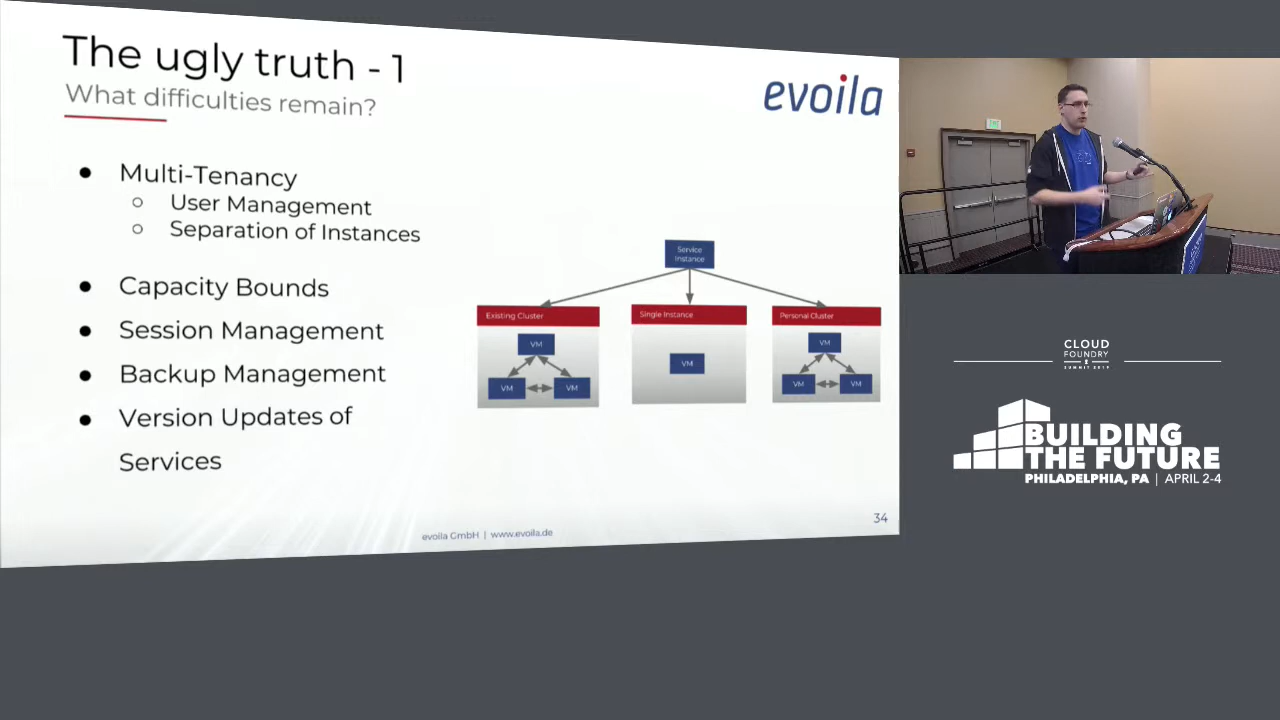 The ugly truth - 1
What difficulties remain?
evoila
Multi-Tenancy
User Management
Separation of Instances
Capacity Bounds
Session Management
Backup Management
Version Updates of
Services
Service
Instance
Existing Cluster
VM
VM
VM
Single Instance
VM
Personal Cluster
VM
VM
VM
evoila GmbH | www.evoila.de
34
CLOUD
FOUNDRY
SUMMIT 2019
BUILDING
THE FUTURE
PHILADELPHIA, PA | APRIL 2-4